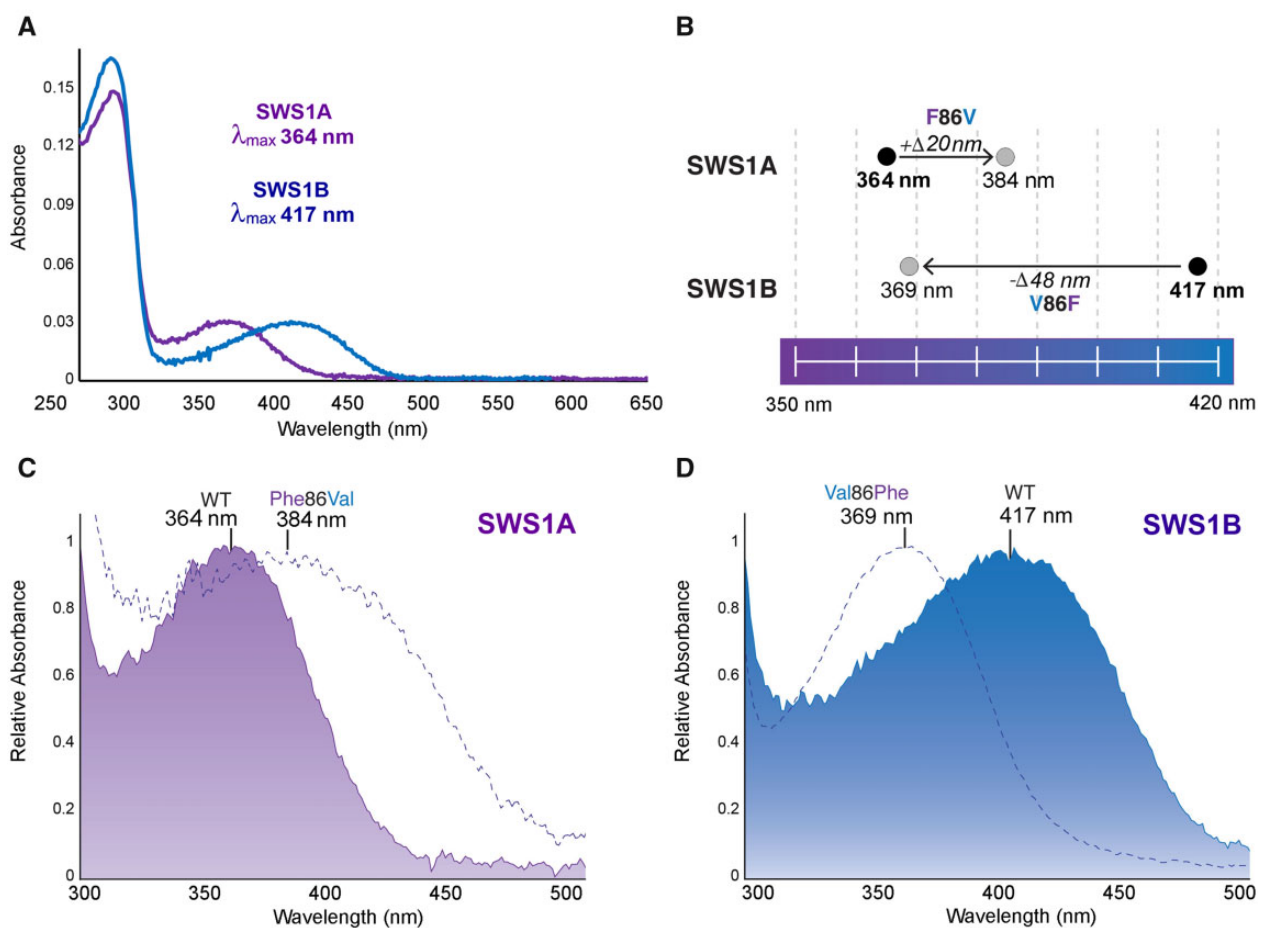 A
Absorbance
0.15
0.12
0.09
0.06
0.03
0
SWS1A
λmax 364 nm
SWS1B
λmax 417 nm
250 300 350 400 450 500 550 600 650
Wavelength (nm)
B
F86V
+Δ20nm
SWS1A
364 nm 384 nm
-Δ48 nm
SWS1B
369 nm 417 nm
V86F
350 nm 420 nm
C
WT Phe86Val
364 nm 384 nm
SWS1A
Relative Absorbance
1
0.8
0.6
0.4
0.2
0
300 350 400 450 500
Wavelength (nm)
D
Val86Phe WT
369 nm 417 nm
SWS1B
Relative Absorbance
1
0.8
0.6
0.4
0.2
0
300 350 400 450 500
Wavelength (nm)